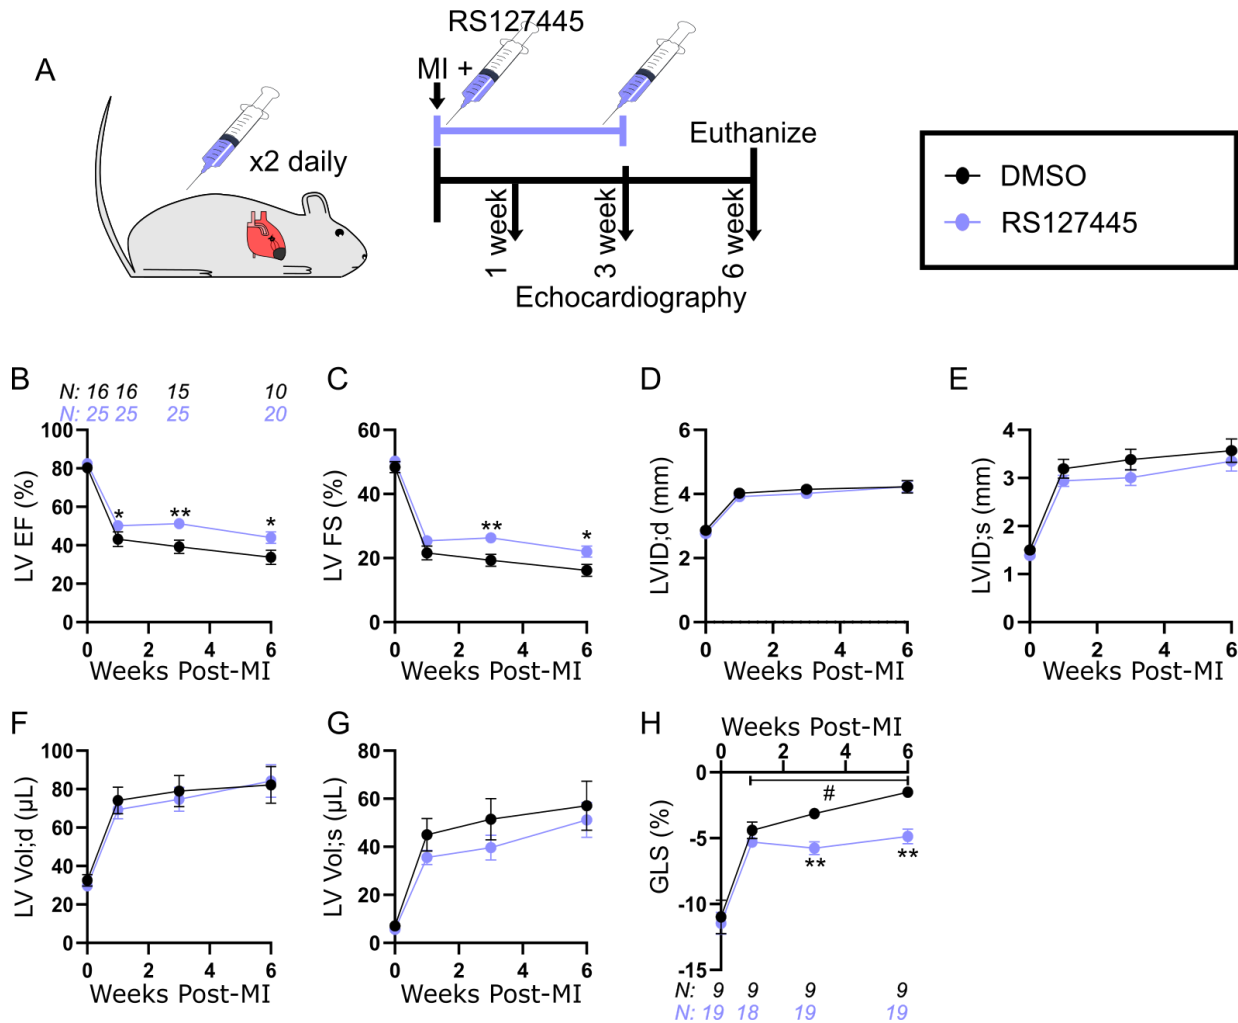 A
x2 daily
RS127445
MI +
Euthanize
1 week
3 week
6 week
Echocardiography
DMSO
RS127445
B
N: 16 16 15 10
N: 25 25 25 20
LV EF (%)
100
80
60
40
20
0
* ** *
0 2 4 6
Weeks Post-MI
C
LV FS (%)
60
40
20
0
** *
0 2 4 6
Weeks Post-MI
D
LVID;d (mm)
6
4
2
0
0 2 4 6
Weeks Post-MI
E
LVID;s (mm)
4
3
2
1
0
0 2 4 6
Weeks Post-MI
F
LV Vol;d (µL)
100
80
60
40
20
0
0 2 4 6
Weeks Post-MI
G
LV Vol;s (µL)
80
60
40
20
0
0 2 4 6
Weeks Post-MI
H
Weeks Post-MI
0 2 4 6
GLS (%)
0
-5
-10
-15
#
** **
N: 9 9 9 9
N: 19 18 19 19